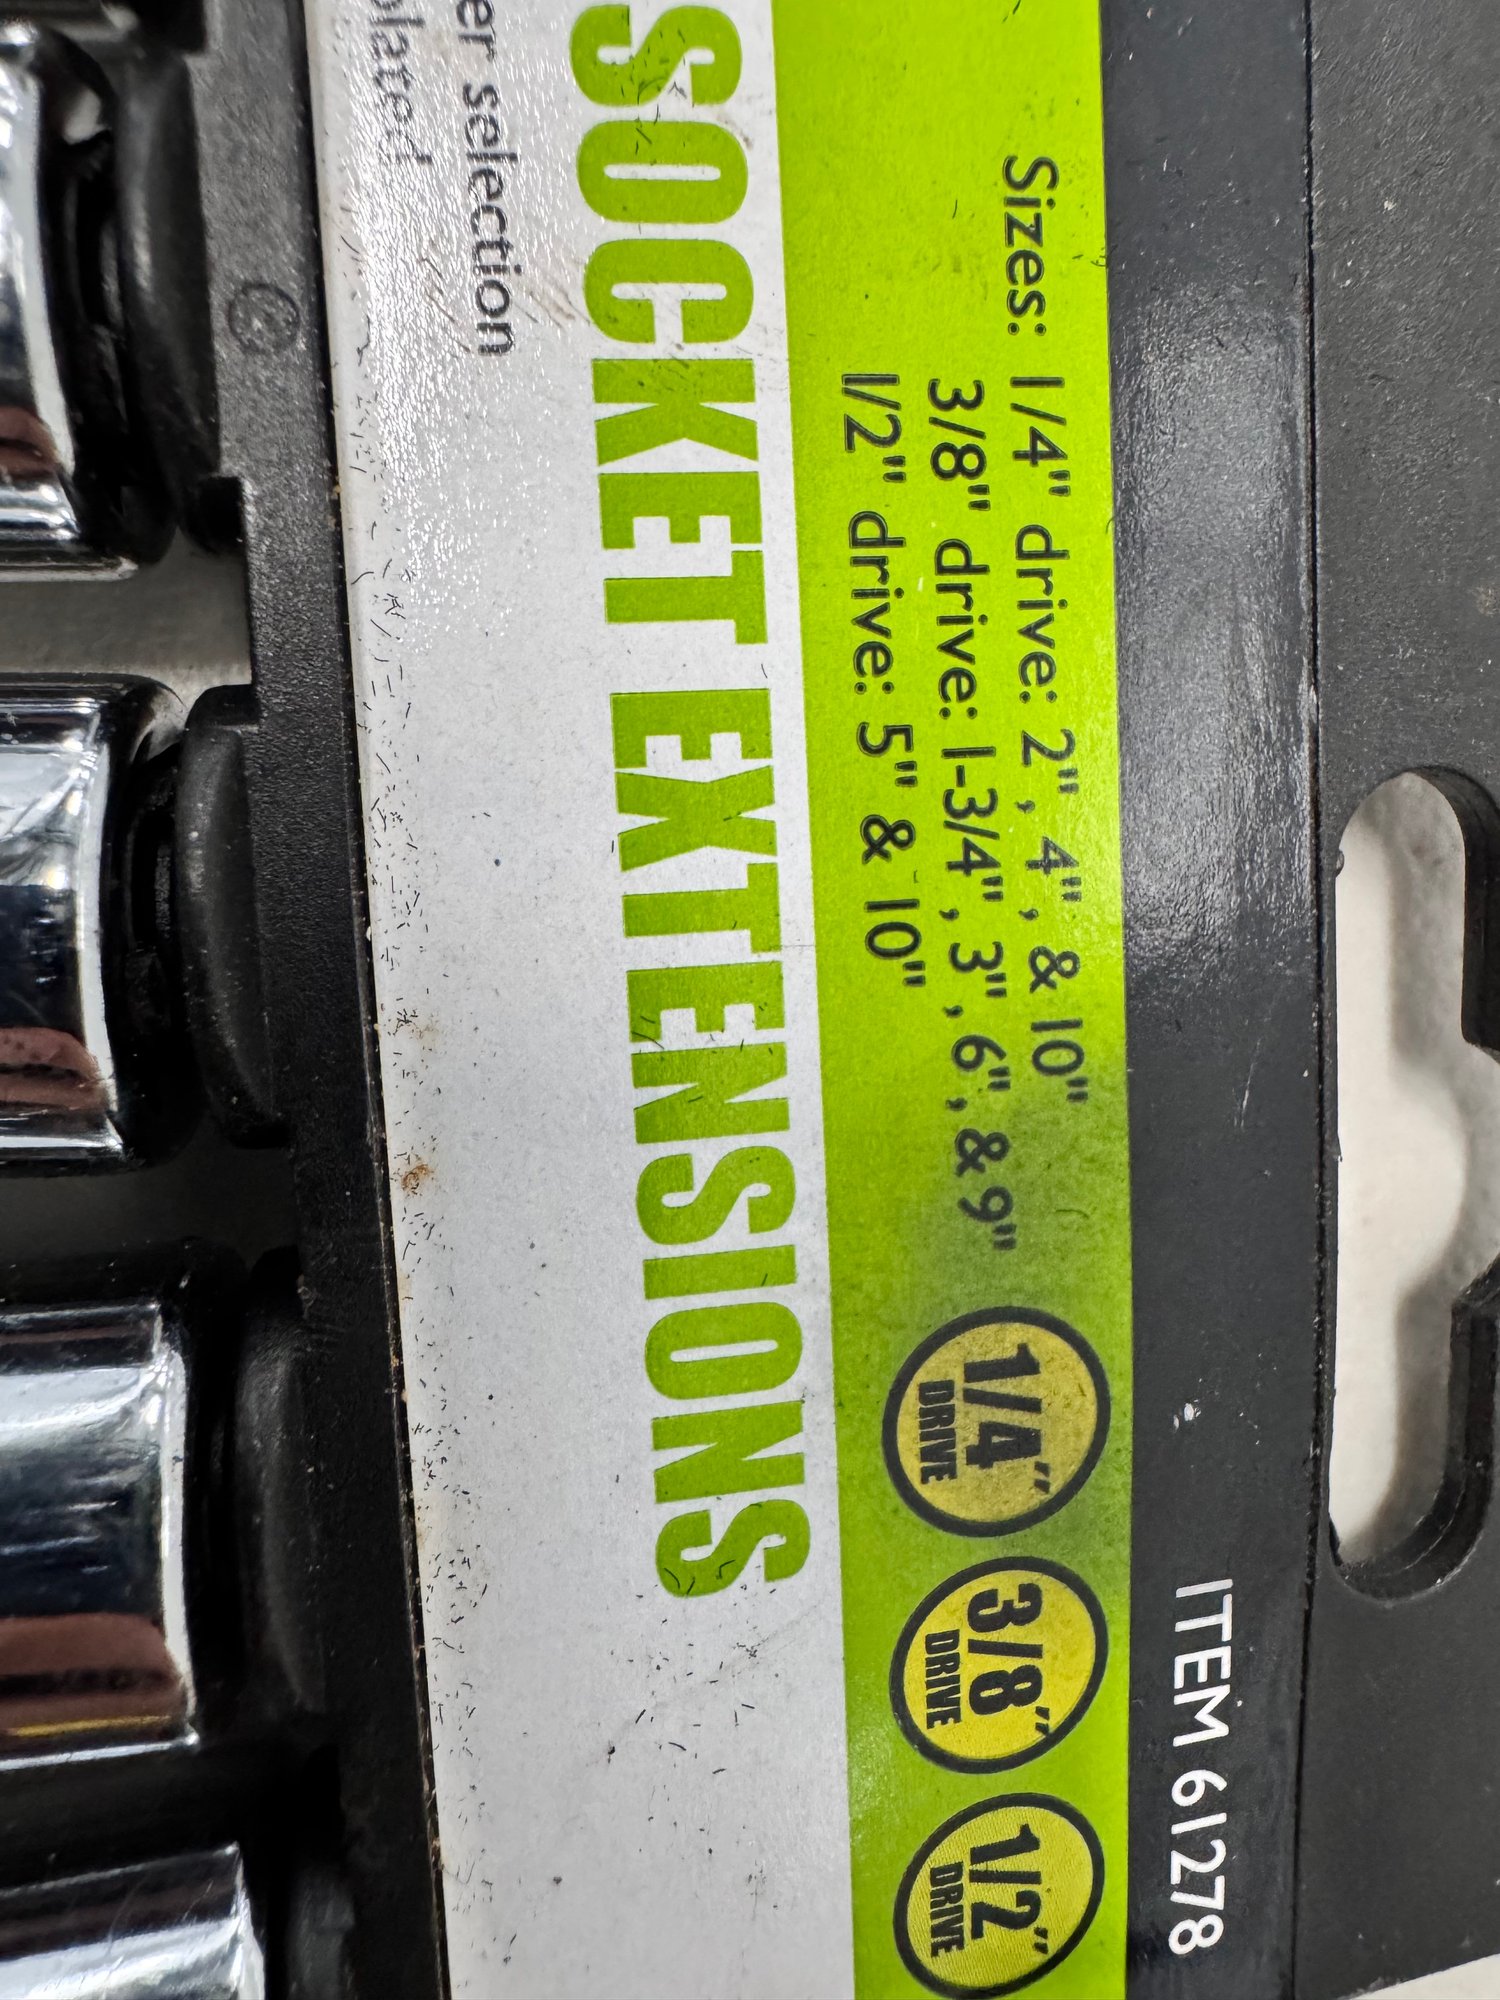 ITEM 61278
Sizes: 1/4" drive: 2", 4", & 10"
3/8" drive: 1-3/4", 3", 6", & 9"
1/2" drive: 5" & 10"
1/4" DRIVE
3/8" DRIVE
1/2" DRIVE
SOCKET EXTENSIONS
selection